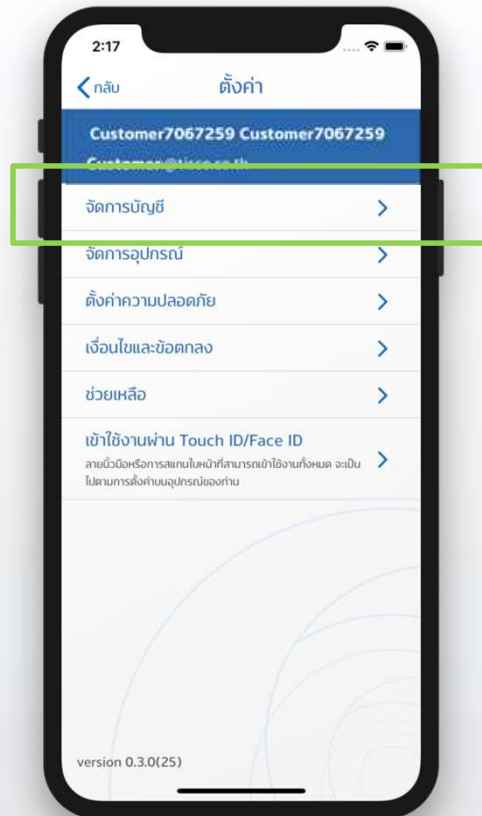 2:17
กลับ
ตั้งค่า
Customer7067259 Customer7067259
Customer@tisco.co.th
จัดการบัญชี
จัดการอุปกรณ์
ตั้งค่าความปลอดภัย
เงื่อนไขและข้อตกลง
ช่วยเหลือ
เข้าใช้งานผ่าน Touch ID/Face ID
ลายนิ้วมือหรือการสแกนใบหน้าที่สามารถเข้าใช้งานทั้งหมด จะเป็น
ไปตามการตั้งค่าบนอุปกรณ์ของท่าน
version 0.3.0(25)